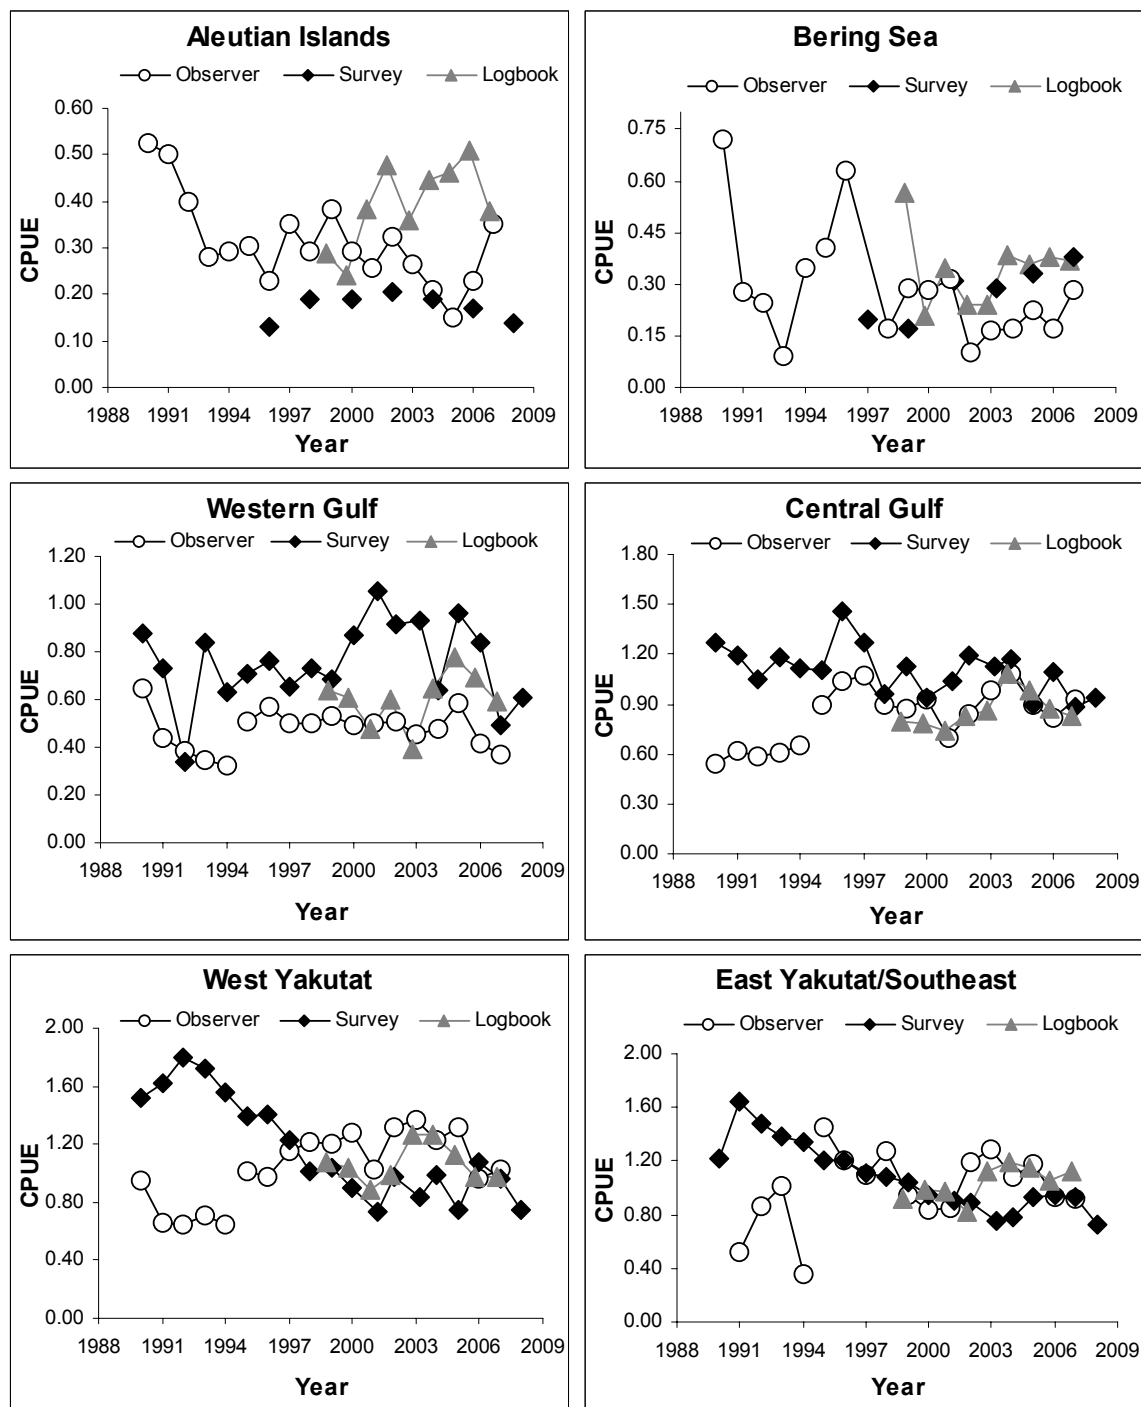 Aleutian Islands
Observer Survey Logbook
0.60
0.50
0.40
0.30
0.20
0.10
0.00
CPUE
1988 1991 1994 1997 2000 2003 2006 2009
Year
Bering Sea
Observer Survey Logbook
0.75
0.60
0.45
0.30
0.15
0.00
CPUE
1988 1991 1994 1997 2000 2003 2006 2009
Year
Western Gulf
Observer Survey Logbook
1.20
1.00
0.80
0.60
0.40
0.20
0.00
CPUE
1988 1991 1994 1997 2000 2003 2006 2009
Year
Central Gulf
Observer Survey Logbook
1.80
1.50
1.20
0.90
0.60
0.30
0.00
CPUE
1988 1991 1994 1997 2000 2003 2006 2009
Year
West Yakutat
Observer Survey Logbook
2.00
1.60
1.20
0.80
0.40
0.00
CPUE
1988 1991 1994 1997 2000 2003 2006 2009
Year
East Yakutat/Southeast
Observer Survey Logbook
2.00
1.60
1.20
0.80
0.40
0.00
CPUE
1988 1991 1994 1997 2000 2003 2006 2009
Year